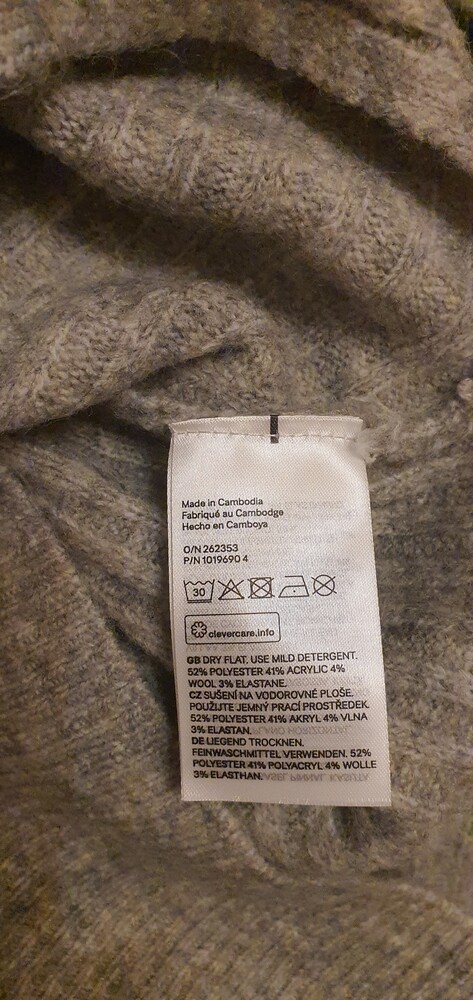 Made in Cambodia
Fabriqué au Cambodge
Hecho en Camboya
O/N 262353
P/N 1019690 4
30
clevercare.info
GB DRY FLAT. USE MILD DETERGENT.
52% POLYESTER 41% ACRYLIC 4%
WOOL 3% ELASTANE.
CZ SUŠENÍ NA VODOROVNÉ PLOŠE.
POUŽIJTE JEMNÝ PRACÍ PROSTŘEDEK.
52% POLYESTER 41% AKRYL 4% VLNA
3% ELASTAN.
DE LIEGEND TROCKNEN.
FEINWASCHMITTEL VERWENDEN. 52%
POLYESTER 41% POLYACRYL 4% WOLLE
3% ELASTHAN.